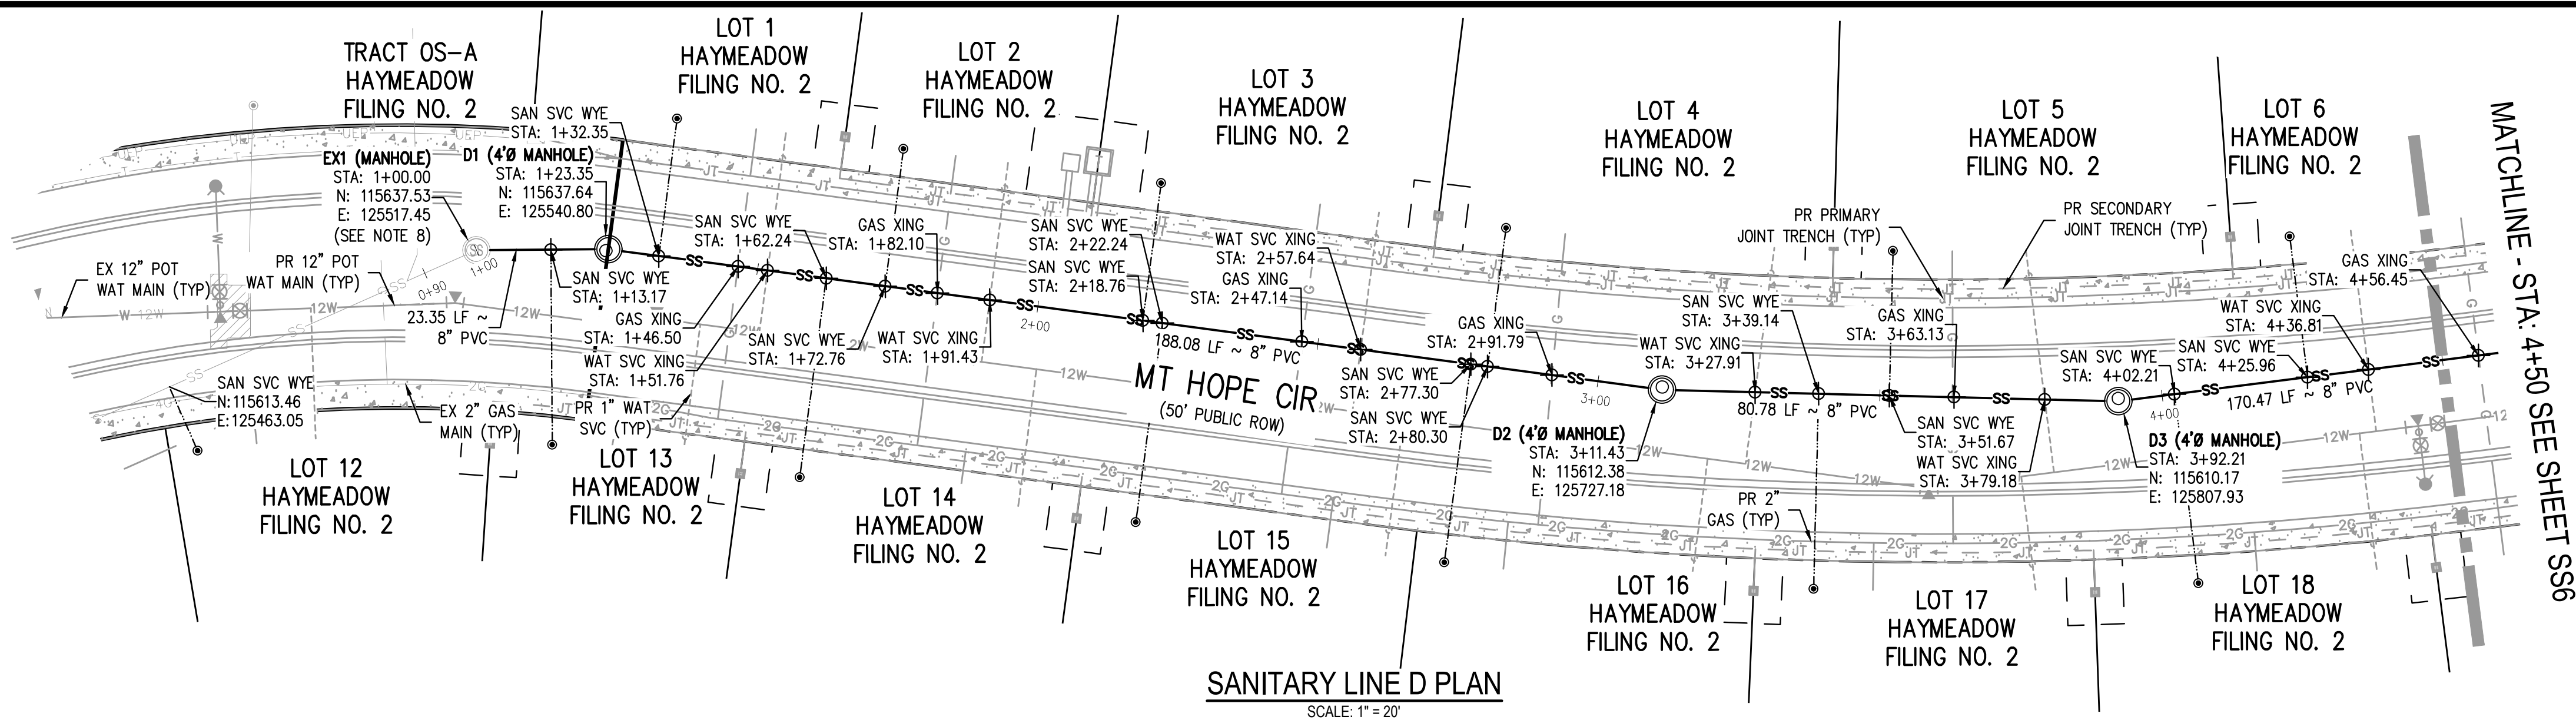 TRACT OS-A
HAYMEADOW
FILING NO. 2
LOT 1
HAYMEADOW
FILING NO. 2
LOT 2
HAYMEADOW
FILING NO. 2
LOT 3
HAYMEADOW
FILING NO. 2
LOT 4
HAYMEADOW
FILING NO. 2
LOT 5
HAYMEADOW
FILING NO. 2
LOT 6
HAYMEADOW
FILING NO. 2
MATCHLINE - STA: 4+50 SEE SHEET SS6
SAN SVC WYE
STA: 1+32.35
EX1 (MANHOLE)
STA: 1+00.00
N: 115637.53
E: 125517.45
(SEE NOTE 8)
D1 (4'Ø MANHOLE)
STA: 1+23.35
N: 115637.64
E: 125540.80
SAN SVC WYE
STA: 1+62.24
GAS XING
STA: 1+82.10
SAN SVC WYE
STA: 2+22.24
SAN SVC WYE
STA: 2+18.76
WAT SVC XING
STA: 2+57.64
GAS XING
STA: 2+47.14
PR PRIMARY
JOINT TRENCH (TYP)
PR SECONDARY
JOINT TRENCH (TYP)
GAS XING
STA: 4+56.45
EX 12" POT
WAT MAIN (TYP)
PR 12" POT
WAT MAIN (TYP)
0+90
1+00
23.35 LF ~
8" PVC
SAN SVC WYE
STA: 1+13.17
GAS XING
STA: 1+46.50
WAT SVC XING
STA: 1+51.76
SAN SVC WYE
STA: 1+72.76
WAT SVC XING
STA: 1+91.43
2+00
188.08 LF ~ 8" PVC
MT HOPE CIR
(50' PUBLIC ROW)
SAN SVC WYE
STA: 2+77.30
SAN SVC WYE
STA: 2+80.30
GAS XING
STA: 2+91.79
3+00
WAT SVC XING
STA: 3+27.91
SAN SVC WYE
STA: 3+39.14
GAS XING
STA: 3+63.13
80.78 LF ~ 8" PVC
SAN SVC WYE
STA: 3+51.67
WAT SVC XING
STA: 3+79.18
SAN SVC WYE
STA: 4+02.21
SAN SVC WYE
STA: 4+25.96
WAT SVC XING
STA: 4+36.81
4+00
170.47 LF ~ 8" PVC
D2 (4'Ø MANHOLE)
STA: 3+11.43
N: 115612.38
E: 125727.18
D3 (4'Ø MANHOLE)
STA: 3+92.21
N: 115610.17
E: 125807.93
SAN SVC WYE
N:115613.46
E:125463.05
EX 2" GAS
MAIN (TYP)
PR 1" WAT
SVC (TYP)
PR 2"
GAS (TYP)
LOT 12
HAYMEADOW
FILING NO. 2
LOT 13
HAYMEADOW
FILING NO. 2
LOT 14
HAYMEADOW
FILING NO. 2
LOT 15
HAYMEADOW
FILING NO. 2
LOT 16
HAYMEADOW
FILING NO. 2
LOT 17
HAYMEADOW
FILING NO. 2
LOT 18
HAYMEADOW
FILING NO. 2
SANITARY LINE D PLAN
SCALE: 1" = 20'